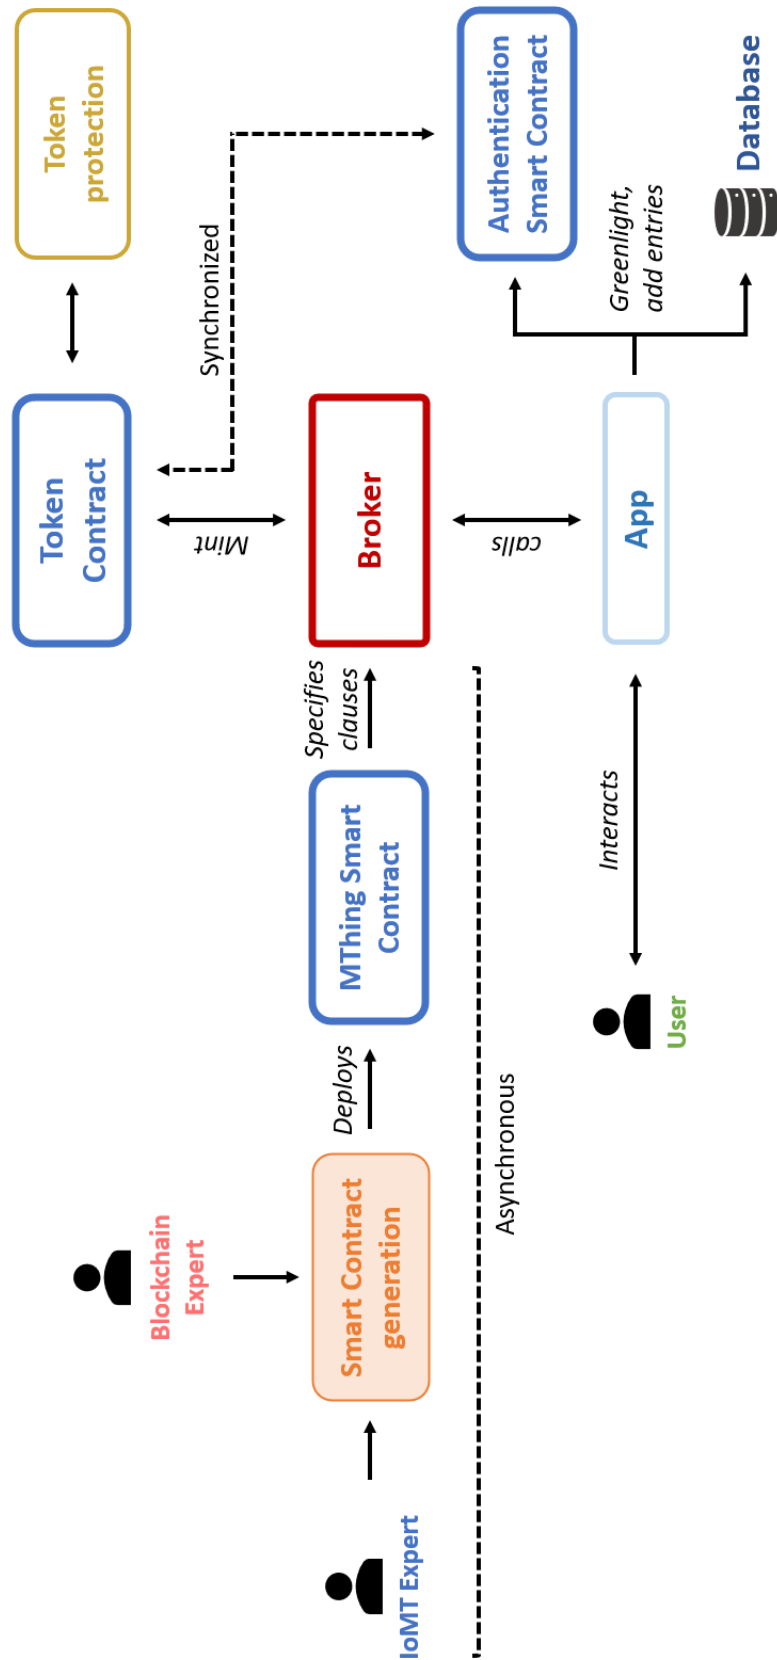 Blockchain
Expert
IoMT Expert
Smart Contract
generation
Deploys
MThing Smart
Contract
Specifies
clauses
Broker
Mint
Token
Contract
Token
protection
Synchronized
Authentication
Smart Contract
calls
App
Greenlight,
add entries
Database
Interacts
User
Asynchronous